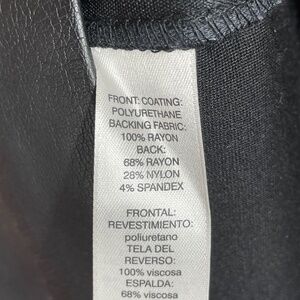 FRONT: COATING:
POLYURETHANE
BACKING FABRIC:
100% RAYON
BACK:
68% RAYON
28% NYLON
4% SPANDEX
FRONTAL:
REVESTIMIENTO:
poliuretano
TELA DEL
REVERSO:
100% viscosa
ESPALDA:
68% viscosa